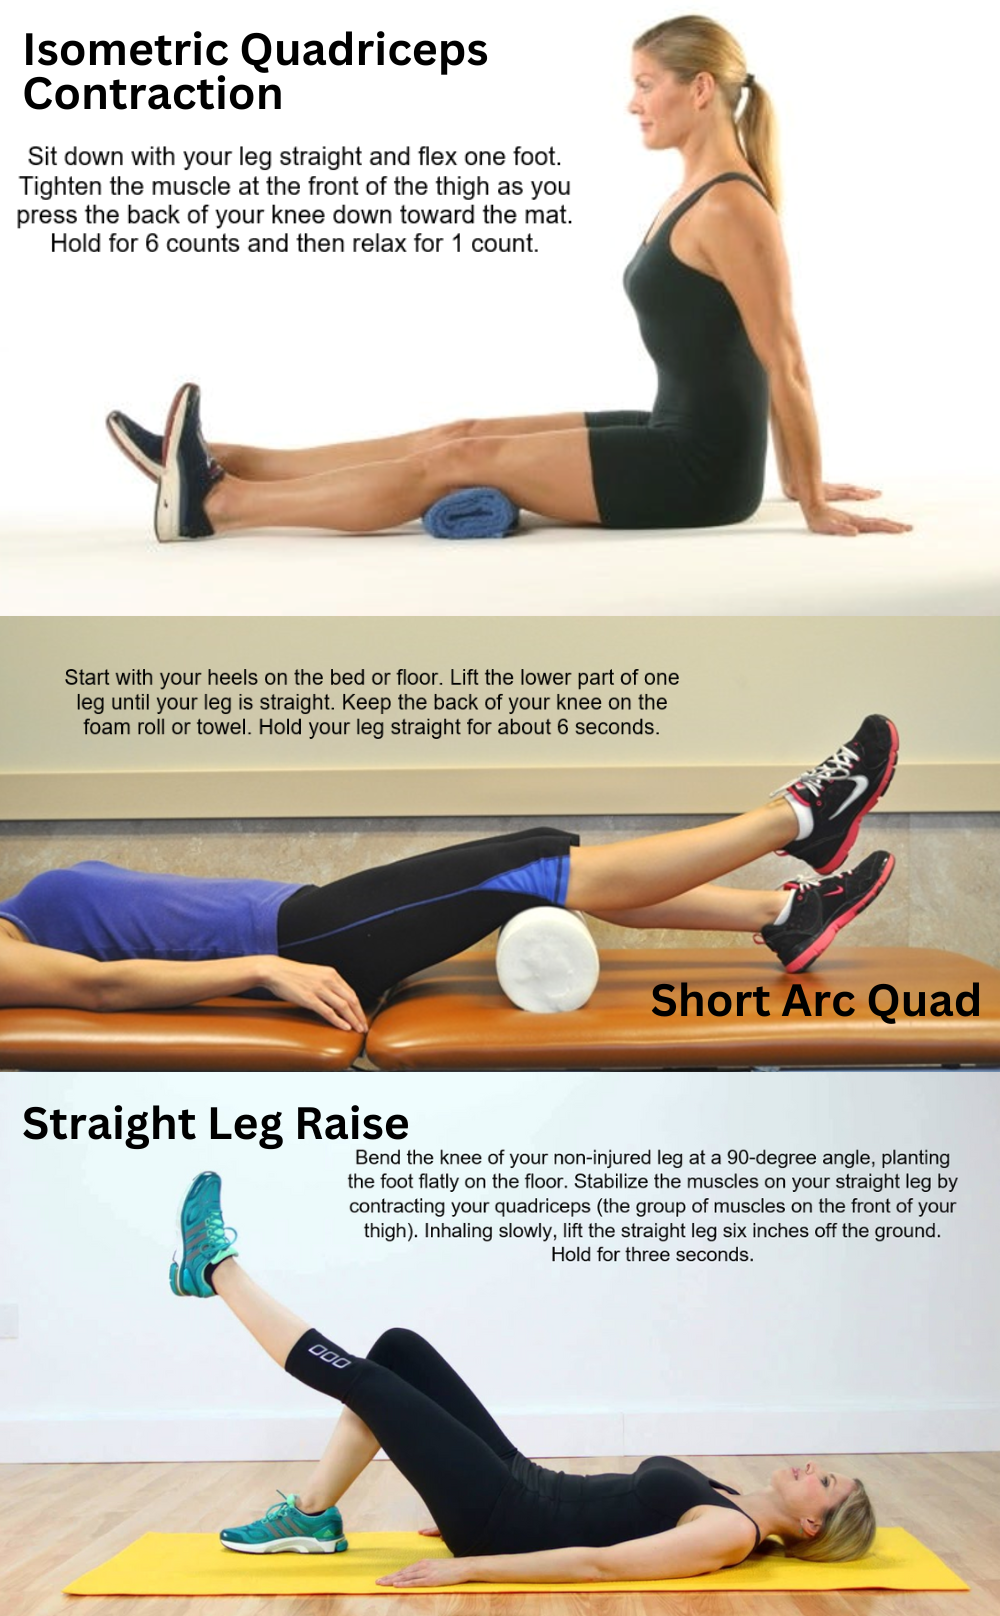 Isometric Quadriceps
Contraction
Sit down with your leg straight and flex one foot.
Tighten the muscle at the front of the thigh as you
press the back of your knee down toward the mat.
Hold for 6 counts and then relax for 1 count.
Start with your heels on the bed or floor. Lift the lower part of one
leg until your leg is straight. Keep the back of your knee on the
foam roll or towel. Hold your leg straight for about 6 seconds.
Short Arc Quad
Straight Leg Raise
Bend the knee of your non-injured leg at a 90-degree angle, planting
the foot flatly on the floor. Stabilize the muscles on your straight leg by
contracting your quadriceps (the group of muscles on the front of your
thigh). Inhaling slowly, lift the straight leg six inches off the ground.
Hold for three seconds.